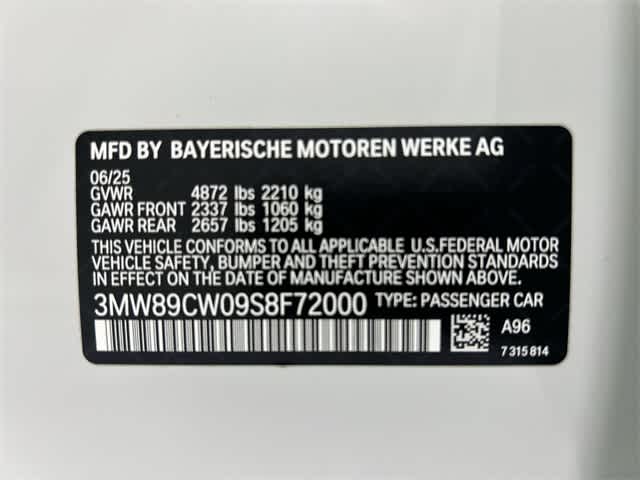 MFD BY BAYERISCHE MOTOREN WERKE AG
06/25
GVWR 4872 lbs 2210 kg
GAWR FRONT 2337 lbs 1060 kg
GAWR REAR 2657 lbs 1205 kg
THIS VEHICLE CONFORMS TO ALL APPLICABLE U.S.FEDERAL MOTOR
VEHICLE SAFETY, BUMPER AND THEFT PREVENTION STANDARDS
IN EFFECT ON THE DATE OF MANUFACTURE SHOWN ABOVE.
3MW89CW09S8F72000 TYPE: PASSENGER CAR
A96
7 315 814